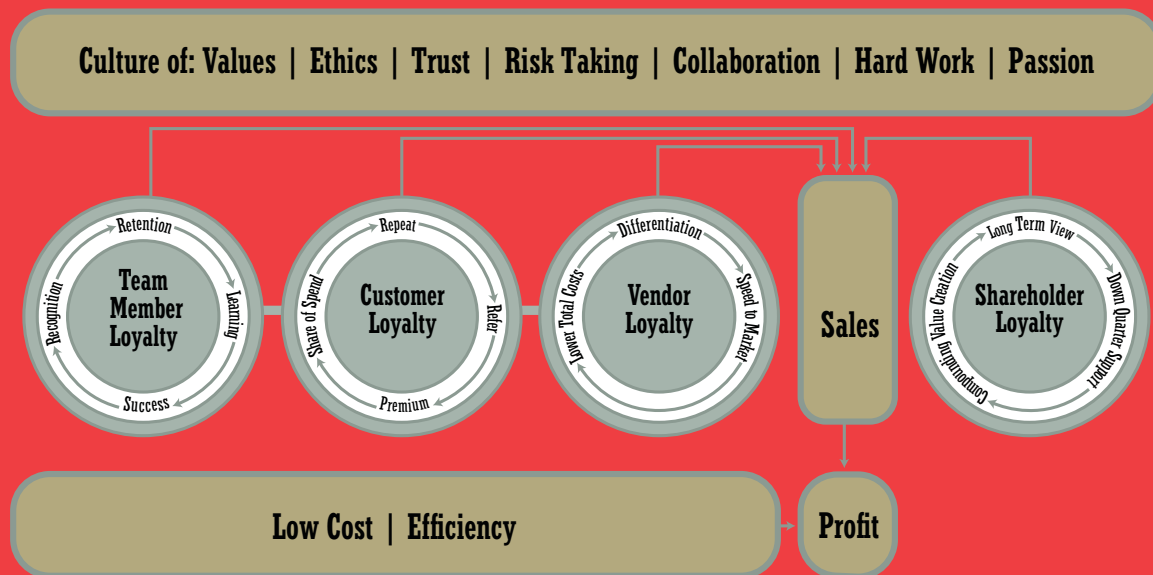 Culture of: Values | Ethics | Trust | Risk Taking | Collaboration | Hard Work | Passion
Retention
Learning
Success
Recognition
Team
Member
Loyalty
Repeat
Refer
Premium
Share of Spend
Customer
Loyalty
Differentiation
Speed to Market
Lower Total Costs
Vendor
Loyalty
Sales
Long Term View
Down Quarter Support
Compounding Value Creation
Shareholder
Loyalty
Low Cost | Efficiency
Profit